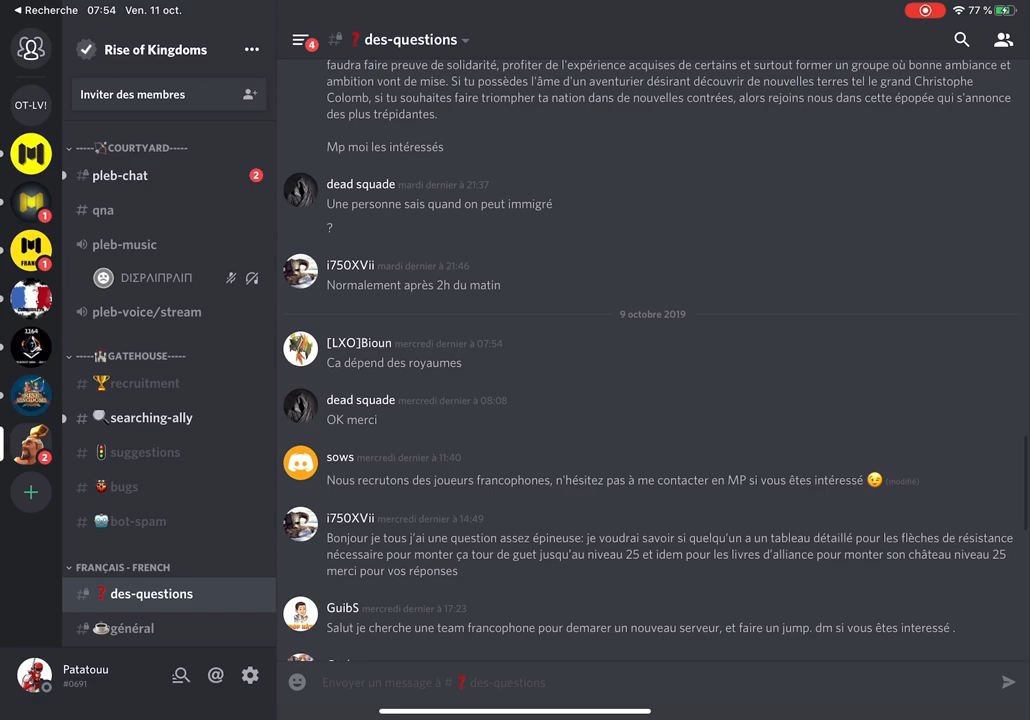 ◀ Recherche 07:54 Ven. 11 oct.
77 %
OT-LV!
1
FRAN
1
1164
2
Rise of Kingdoms
Inviter des membres
-----🏹COURTYARD-----
pleb-chat
2
qna
pleb-music
DIΣPΛIΠPΛIΠ
pleb-voice/stream
-----🏰GATEHOUSE-----
🏆recruitment
searching-ally
🚦suggestions
🐞bugs
🤖bot-spam
FRANÇAIS - FRENCH
❓des-questions
☕général
Patatouu
#0691
4
❓des-questions
faudra faire preuve de solidarité, profiter de l'expérience acquises de certains et surtout former un groupe où bonne ambiance et
ambition vont de mise. Si tu possèdes l'âme d'un aventurier désirant découvrir de nouvelles terres tel le grand Christophe
Colomb, si tu souhaites faire triompher ta nation dans de nouvelles contrées, alors rejoins nous dans cette épopée qui s'annonce
des plus trépidantes.
Mp moi les intéressés
dead squade mardi dernier à 21:37
Une personne sais quand on peut immigré
?
i750XVii mardi dernier à 21:46
Normalement après 2h du matin
9 octobre 2019
[LXO]Bioun mercredi dernier à 07:54
Ca dépend des royaumes
dead squade mercredi dernier à 08:08
OK merci
sows mercredi dernier à 11:40
Nous recrutons des joueurs francophones, n'hésitez pas à me contacter en MP si vous êtes intéressé 😉 (modifié)
i750XVii mercredi dernier à 14:49
Bonjour je tous j'ai une question assez épineuse: je voudrai savoir si quelqu'un a un tableau détaillé pour les flèches de résistance
nécessaire pour monter ça tour de guet jusqu'au niveau 25 et idem pour les livres d'alliance pour monter son château niveau 25
merci pour vos réponses
GuibS mercredi dernier à 17:23
Salut je cherche une team francophone pour demarer un nouveau serveur, et faire un jump. dm si vous êtes interessé .
Envoyer un message à # ❓des-questions